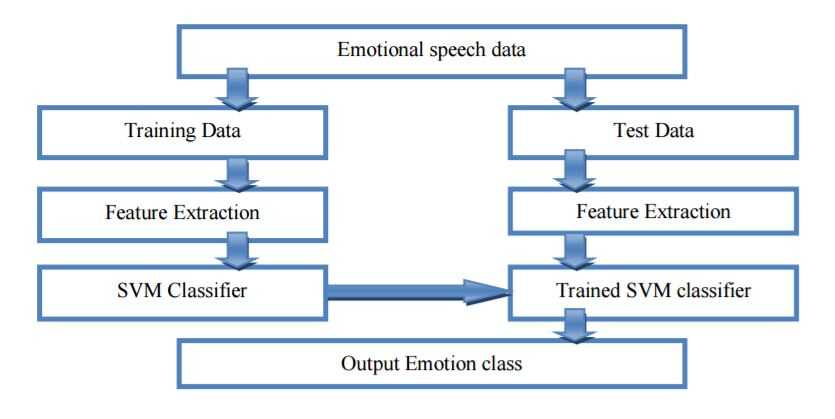 Emotional speech data
Training Data
Test Data
Feature Extraction
Feature Extraction
SVM Classifier
Trained SVM classifier
Output Emotion class